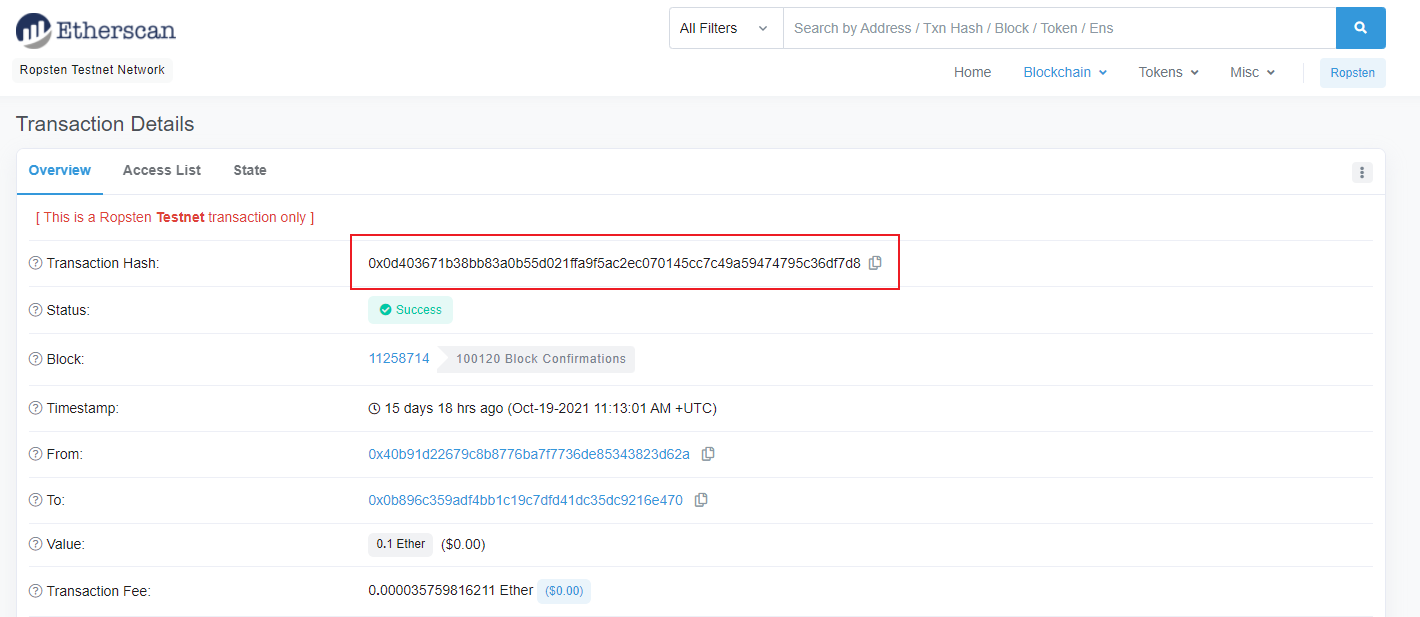 Etherscan
All Filters
Search by Address / Txn Hash / Block / Token / Ens
Ropsten Testnet Network
Home Blockchain Tokens Misc Ropsten
Transaction Details
Overview Access List State
[ This is a Ropsten Testnet transaction only ]
Transaction Hash: 0x0d403671b38bb83a0b55d021ffa9f5ac2ec070145cc7c49a59474795c36df7d8
Status: Success
Block: 11258714 100120 Block Confirmations
Timestamp: 15 days 18 hrs ago (Oct-19-2021 11:13:01 AM +UTC)
From: 0x40b91d22679c8b8776ba7f7736de85343823d62a
To: 0x0b896c359adf4bb1c19c7dfd41dc35dc9216e470
Value: 0.1 Ether ($0.00)
Transaction Fee: 0.000035759816211 Ether ($0.00)